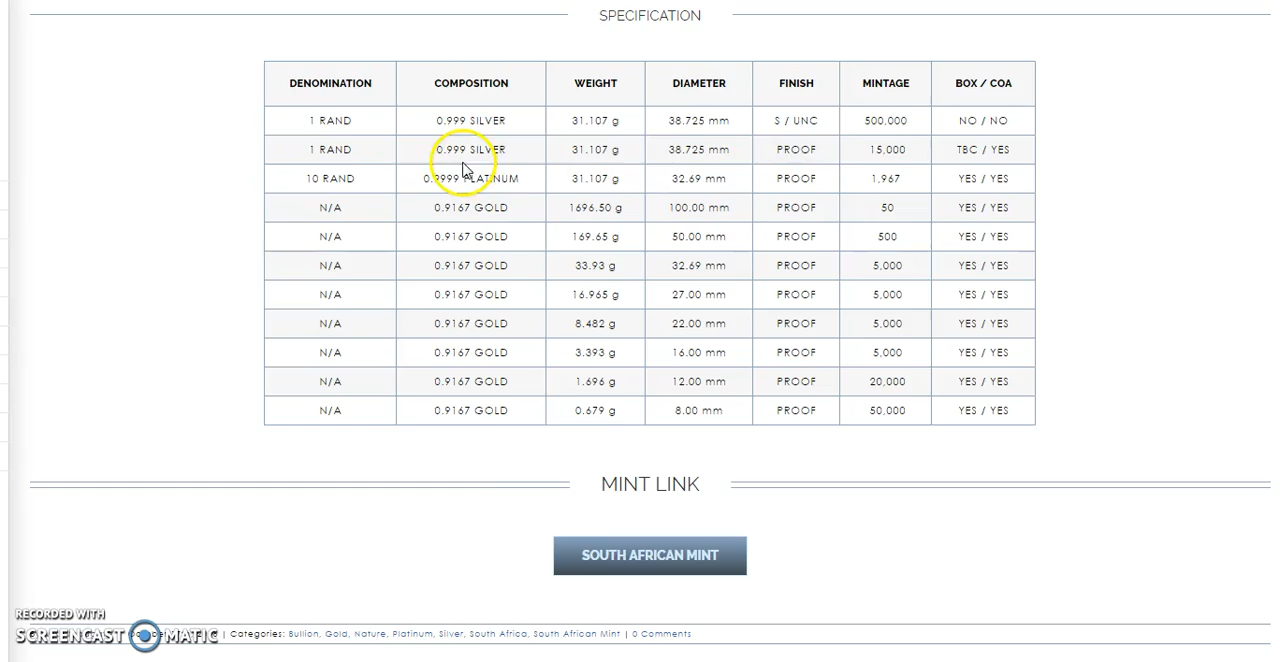 SPECIFICATION
DENOMINATION COMPOSITION WEIGHT DIAMETER FINISH MINTAGE BOX / COA
1 RAND 0.999 SILVER 31.107 g 38.725 mm S / UNC 500,000 NO / NO
1 RAND 0.999 SILVER 31.107 g 38.725 mm PROOF 15,000 TBC / YES
10 RAND 0.9999 PLATINUM 31.107 g 32.69 mm PROOF 1,967 YES / YES
N/A 0.9167 GOLD 1696.50 g 100.00 mm PROOF 50 YES / YES
N/A 0.9167 GOLD 169.65 g 50.00 mm PROOF 500 YES / YES
N/A 0.9167 GOLD 33.93 g 32.69 mm PROOF 5,000 YES / YES
N/A 0.9167 GOLD 16.965 g 27.00 mm PROOF 5,000 YES / YES
N/A 0.9167 GOLD 8.482 g 22.00 mm PROOF 5,000 YES / YES
N/A 0.9167 GOLD 3.393 g 16.00 mm PROOF 5,000 YES / YES
N/A 0.9167 GOLD 1.696 g 12.00 mm PROOF 20,000 YES / YES
N/A 0.9167 GOLD 0.679 g 8.00 mm PROOF 50,000 YES / YES
MINT LINK
SOUTH AFRICAN MINT
RECORDED WITH
SCREENCAST MATIC
| Categories: Bullion, Gold, Nature, Platinum, Silver, South Africa, South African Mint | 0 Comments